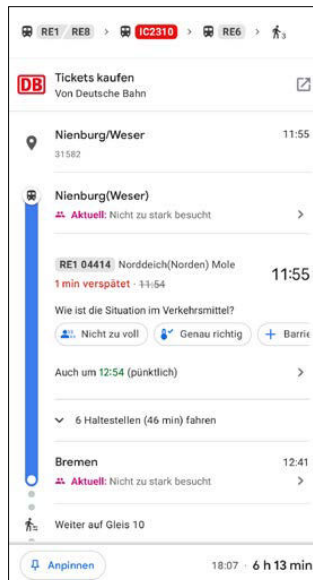 RE1 / RE8 > IC2310 > RE6 > 3
DB Tickets kaufen
Von Deutsche Bahn
Nienburg/Weser 11:55
31582
Nienburg(Weser)
Aktuell: Nicht zu stark besucht
RE1 04414 Norddeich(Norden) Mole
11:55
1 min verspätet · 11:54
Wie ist die Situation im Verkehrsmittel?
Nicht zu voll Genau richtig + Barrie
Auch um 12:54 (pünktlich)
6 Haltestellen (46 min) fahren
Bremen 12:41
Aktuell: Nicht zu stark besucht
Weiter auf Gleis 10
Anpinnen 18:07 · 6 h 13 min